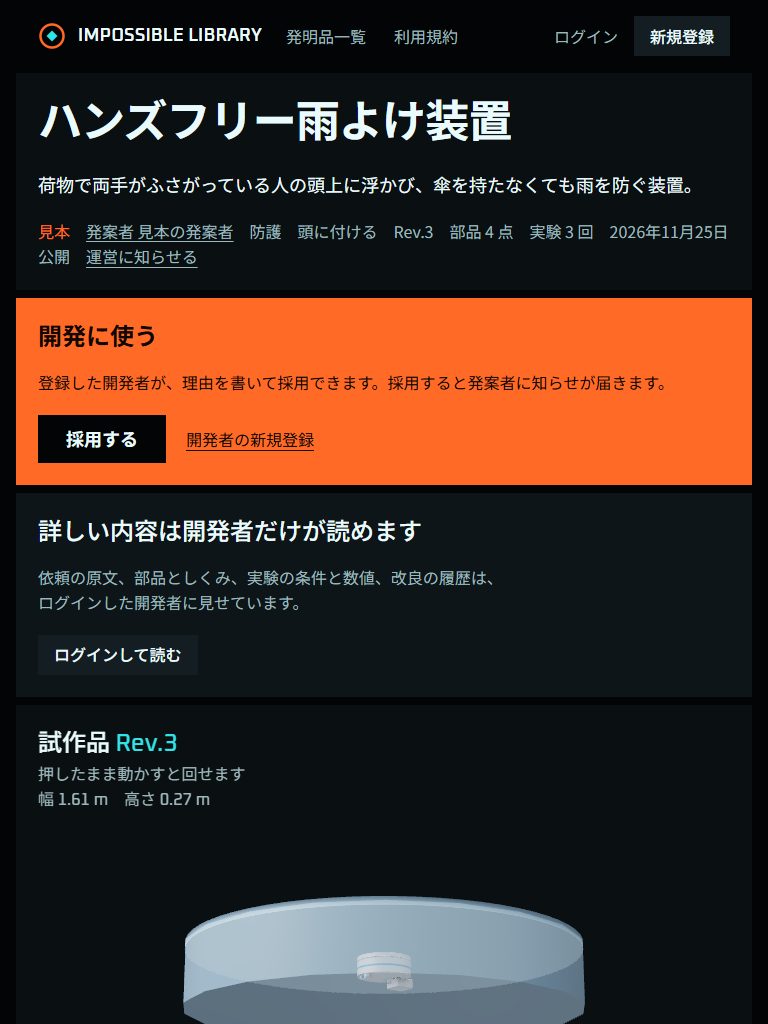 IMPOSSIBLE LIBRARY 発明品一覧 利用規約 ログイン 新規登録
ハンズフリー雨よけ装置
荷物で両手がふさがっている人の頭上に浮かび、傘を持たなくても雨を防ぐ装置。
見本 発案者 見本の発案者 防護 頭に付ける Rev.3 部品 4 点 実験 3 回 2026年11月25日
公開 運営に知らせる
開発に使う
登録した開発者が、理由を書いて採用できます。採用すると発案者に知らせが届きます。
採用する 開発者の新規登録
詳しい内容は開発者だけが読めます
依頼の原文、部品としくみ、実験の条件と数値、改良の履歴は、
ログインした開発者に見せています。
ログインして読む
試作品 Rev.3
押したまま動かすと回せます
幅 1.61 m 高さ 0.27 m